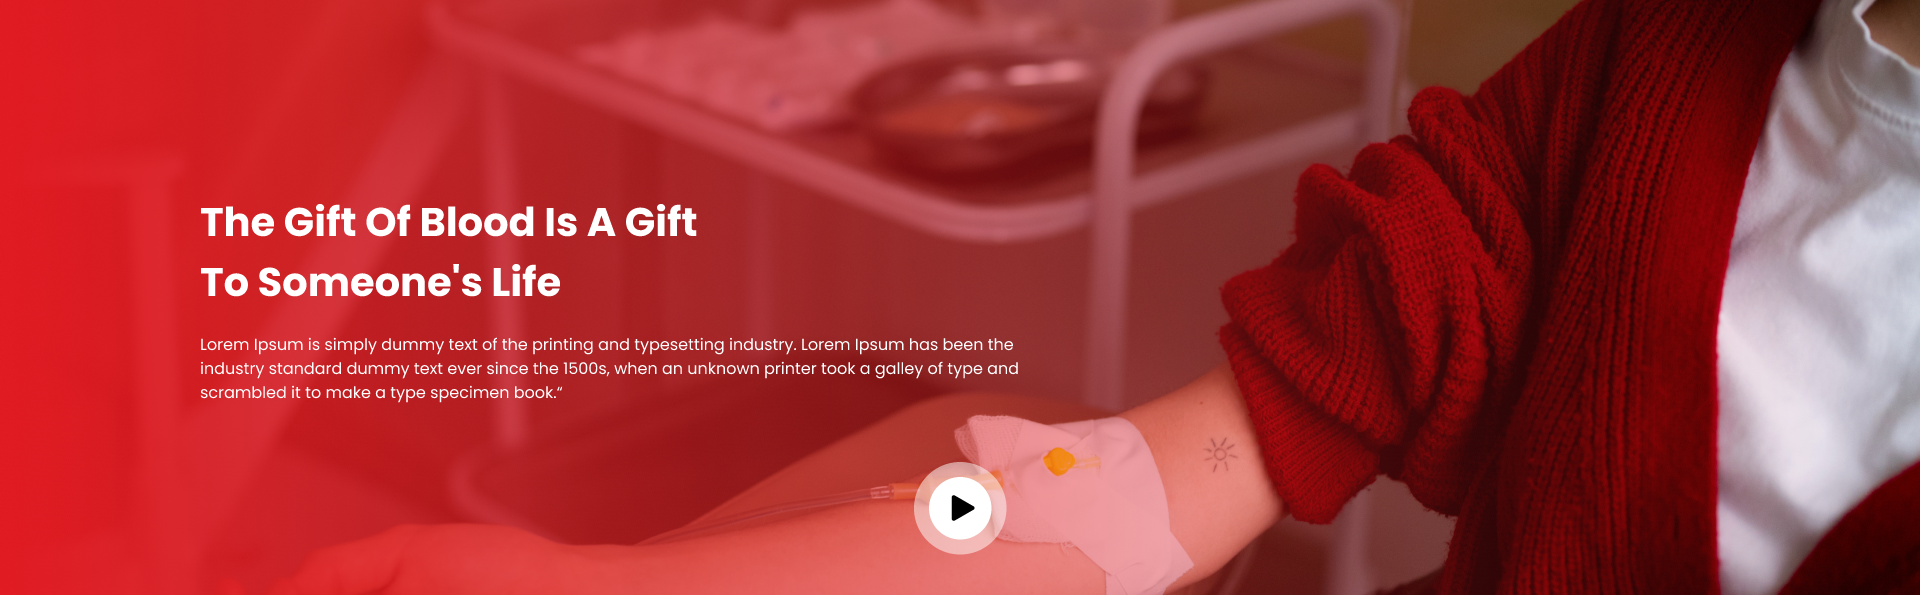 The Gift Of Blood Is A Gift
To Someone's Life
Lorem Ipsum is simply dummy text of the printing and typesetting industry. Lorem Ipsum has been the
industry standard dummy text ever since the 1500s, when an unknown printer took a galley of type and
scrambled it to make a type specimen book.“